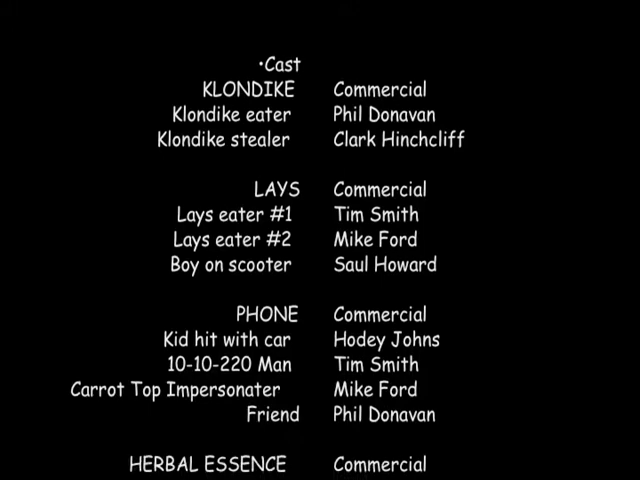 •Cast
KLONDIKE Commercial
Klondike eater Phil Donavan
Klondike stealer Clark Hinchcliff
LAYS Commercial
Lays eater #1 Tim Smith
Lays eater #2 Mike Ford
Boy on scooter Saul Howard
PHONE Commercial
Kid hit with car Hodey Johns
10-10-220 Man Tim Smith
Carrot Top Impersonater Mike Ford
Friend Phil Donavan
HERBAL ESSENCE Commercial